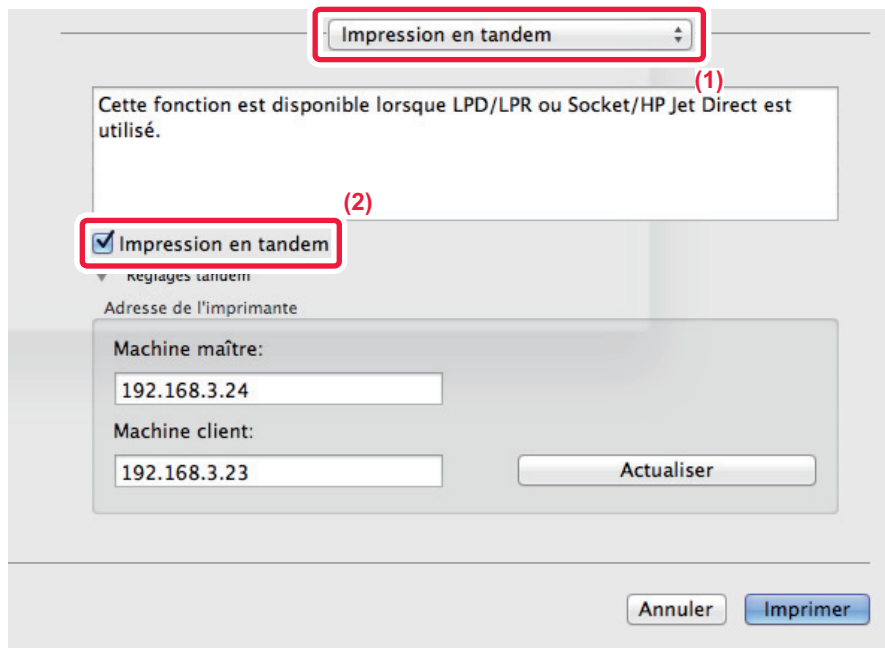 Impression en tandem
(1)
Cette fonction est disponible lorsque LPD/LPR ou Socket/HP Jet Direct est
utilisé.
(2)
Impression en tandem
Réglages tandem
Adresse de l'imprimante
Machine maître:
192.168.3.24
Machine client:
192.168.3.23
Actualiser
Annuler
Imprimer